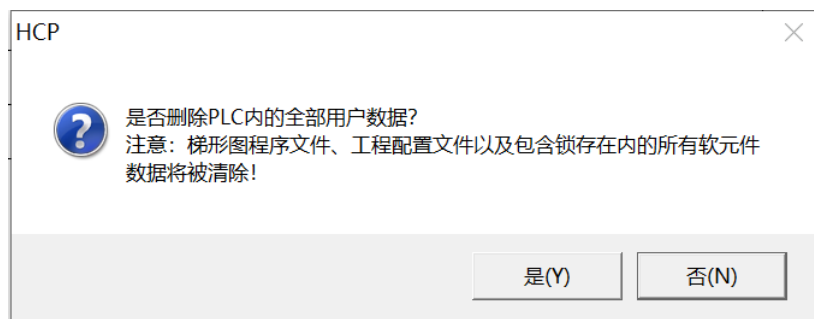 HCP
是否删除PLC内的全部用户数据?
注意：梯形图程序文件、工程配置文件以及包含锁存在内的所有软元件
数据将被清除！
是(Y)
否(N)